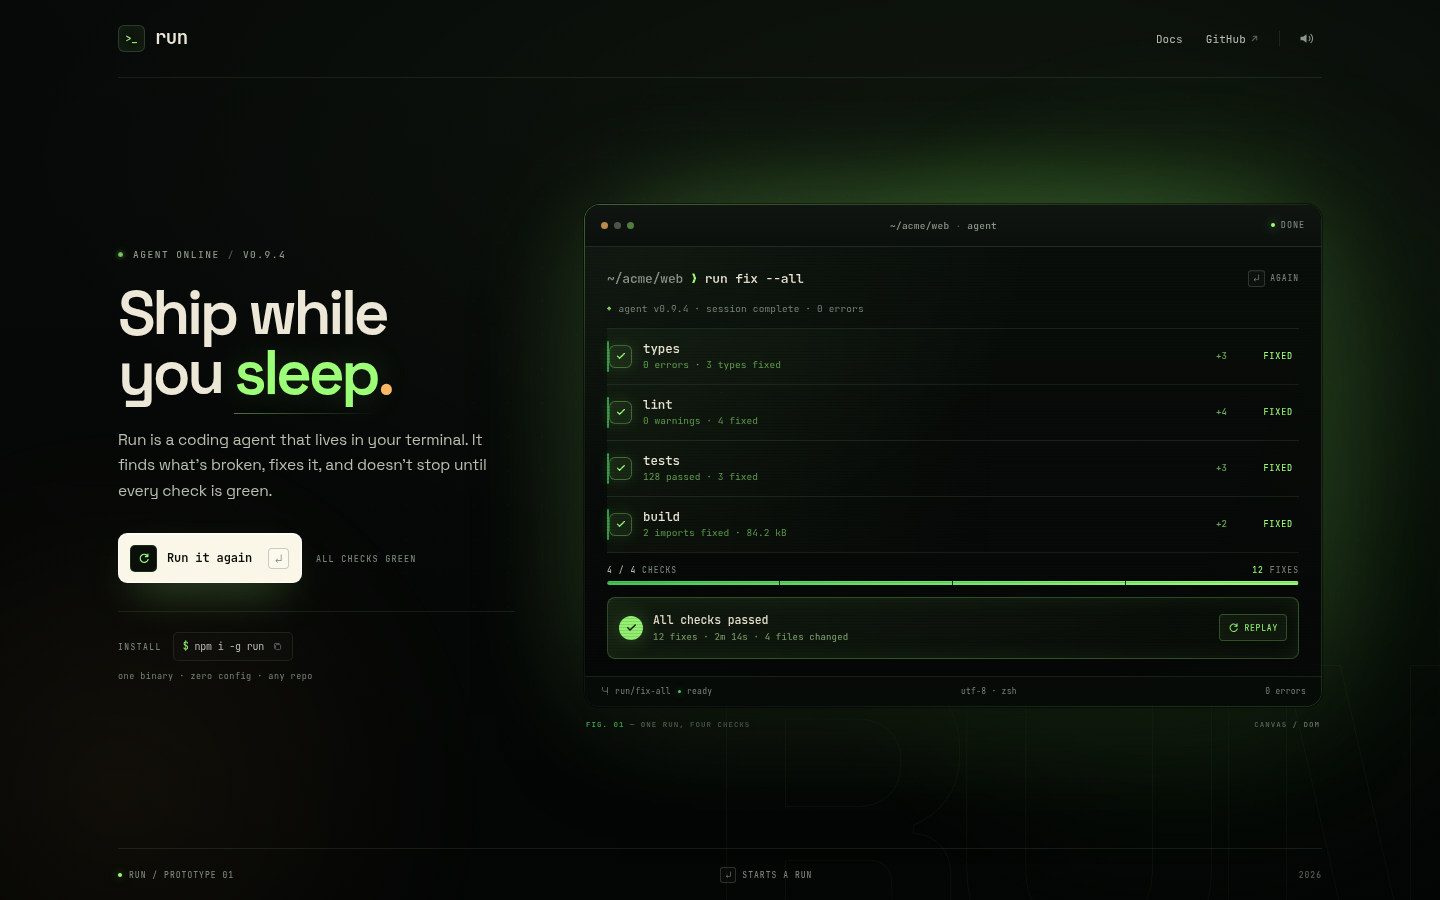 >_ run
Docs GitHub ↗
AGENT ONLINE / V0.9.4
Ship while
you sleep.
Run is a coding agent that lives in your terminal. It
finds what's broken, fixes it, and doesn't stop until
every check is green.
Run it again ↵ ALL CHECKS GREEN
INSTALL $ npm i -g run
one binary · zero config · any repo
~/acme/web · agent DONE
~/acme/web ❯ run fix --all ↵ AGAIN
agent v0.9.4 · session complete · 0 errors
types
0 errors · 3 types fixed
+3 FIXED
lint
0 warnings · 4 fixed
+4 FIXED
tests
128 passed · 3 fixed
+3 FIXED
build
2 imports fixed · 84.2 kB
+2 FIXED
4 / 4 CHECKS 12 FIXES
All checks passed
12 fixes · 2m 14s · 4 files changed
REPLAY
run/fix-all ready utf-8 · zsh 0 errors
FIG. 01 — ONE RUN, FOUR CHECKS CANVAS / DOM
RUN / PROTOTYPE 01 ↵ STARTS A RUN 2026